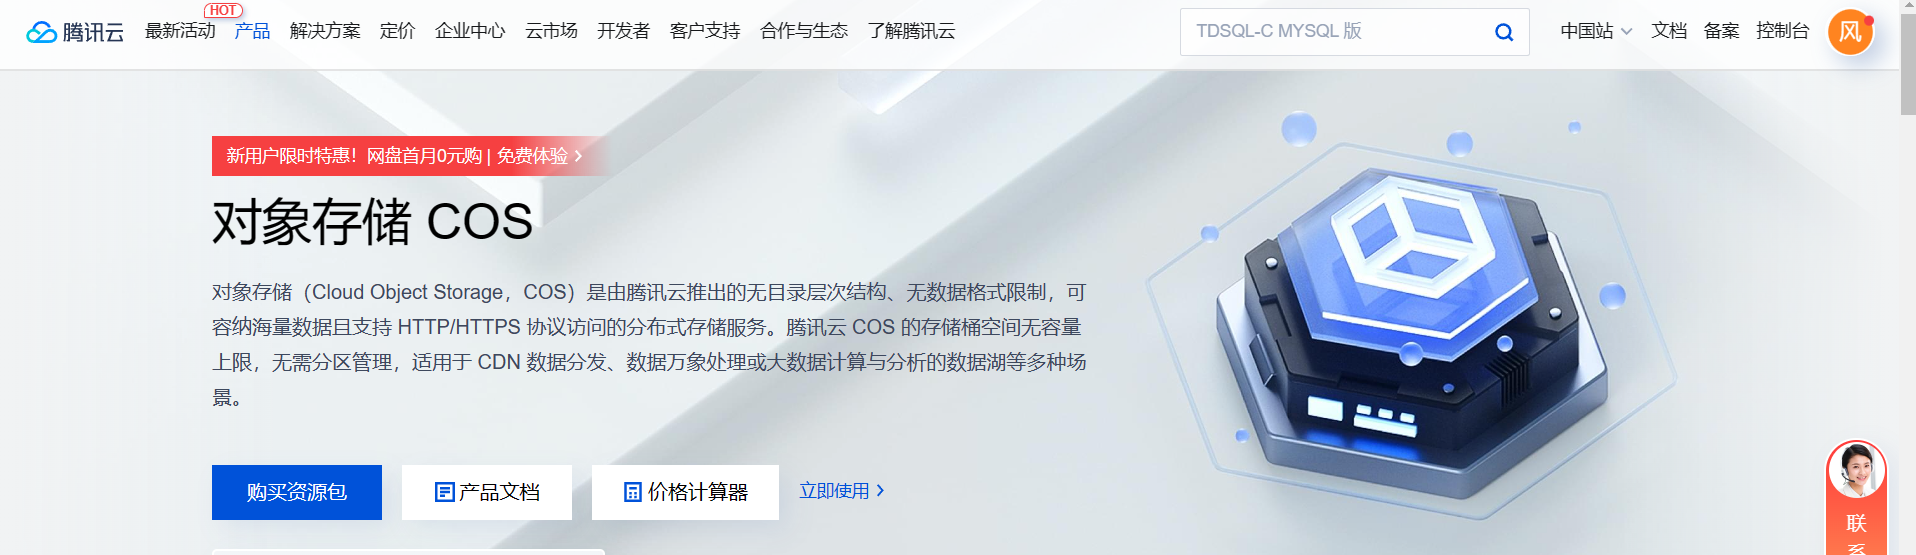 HOT
腾讯云 最新活动 产品 解决方案 定价 企业中心 云市场 开发者 客户支持 合作与生态 了解腾讯云 TDSQL-C MYSQL 版 中国站 文档 备案 控制台 风
新用户限时特惠！网盘首月0元购 | 免费体验
对象存储 COS
对象存储（Cloud Object Storage，COS）是由腾讯云推出的无目录层次结构、无数据格式限制，可
容纳海量数据且支持 HTTP/HTTPS 协议访问的分布式存储服务。腾讯云 COS 的存储桶空间无容量
上限，无需分区管理，适用于 CDN 数据分发、数据万象处理或大数据计算与分析的数据湖等多种场
景。
购买资源包 产品文档 价格计算器 立即使用
联
系